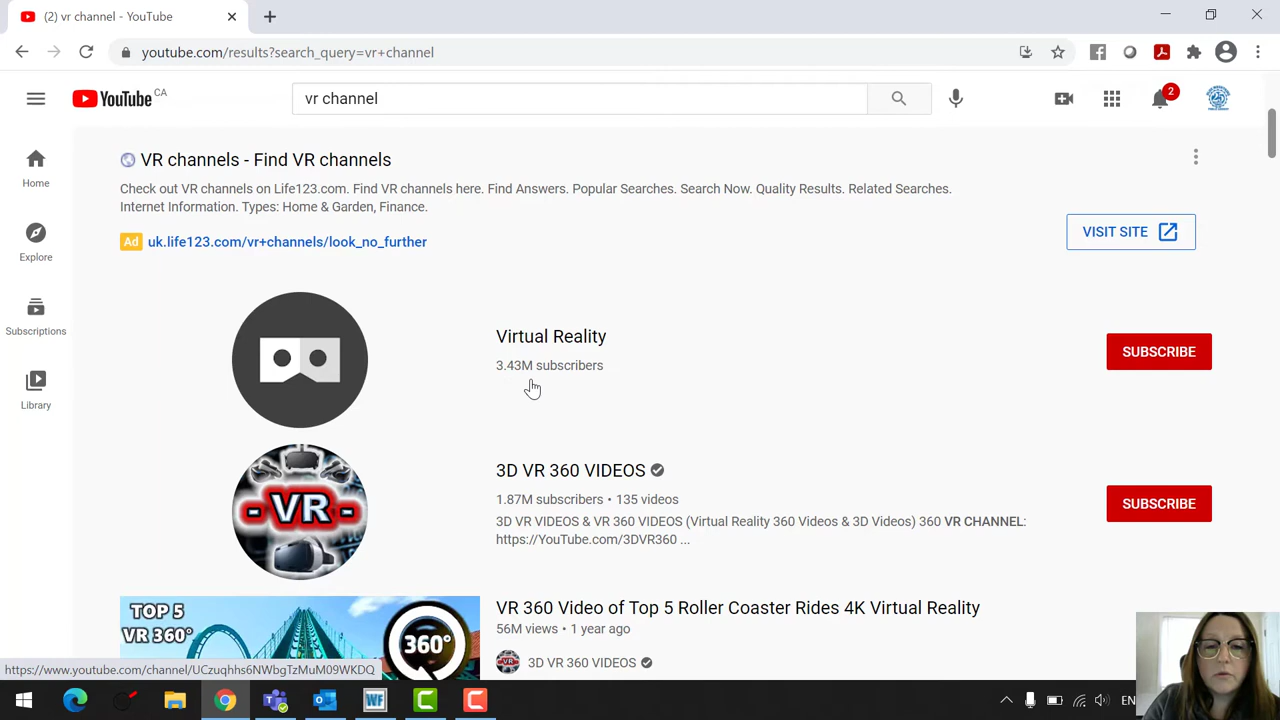 (2) vr channel - YouTube
youtube.com/results?search_query=vr+channel
YouTube CA
vr channel
2
VR channels - Find VR channels
Check out VR channels on Life123.com. Find VR channels here. Find Answers. Popular Searches. Search Now. Quality Results. Related Searches.
Internet Information. Types: Home & Garden, Finance.
Ad uk.life123.com/vr+channels/look_no_further
VISIT SITE
Home
Explore
Subscriptions
Library
Virtual Reality
3.43M subscribers
SUBSCRIBE
- VR -
3D VR 360 VIDEOS
1.87M subscribers • 135 videos
3D VR VIDEOS & VR 360 VIDEOS (Virtual Reality 360 Videos & 3D Videos) 360 VR CHANNEL:
https://YouTube.com/3DVR360 ...
SUBSCRIBE
TOP 5
VR 360°
360°
VR 360 Video of Top 5 Roller Coaster Rides 4K Virtual Reality
56M views • 1 year ago
VR
3D VR 360 VIDEOS
https://www.youtube.com/channel/UCzuqhhs6NWbgTzMuM09WKDQ
WF
EN